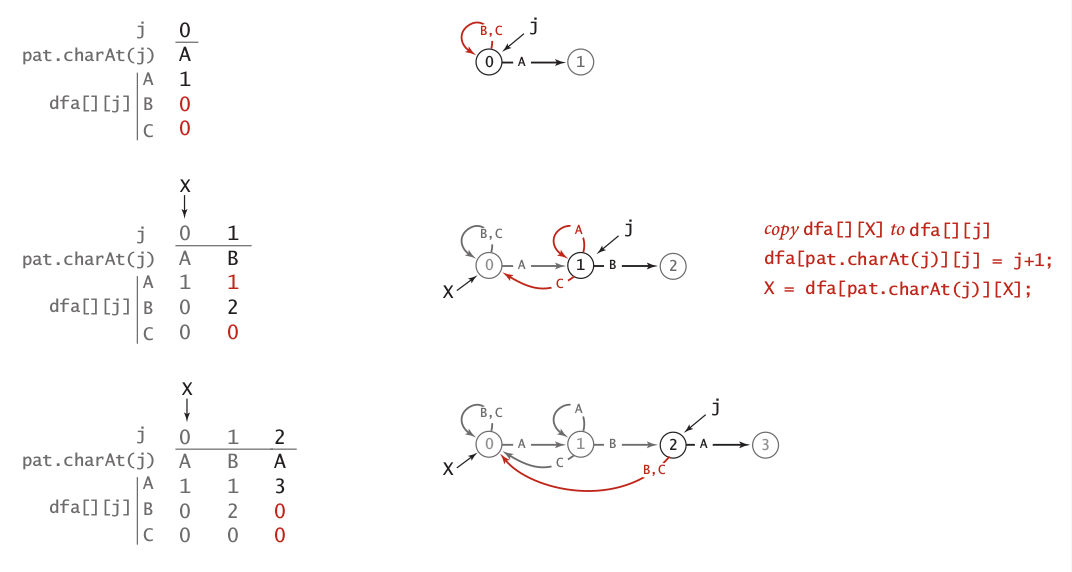 j 0
pat.charAt(j) A
A 1
dfa[][j] B 0
C 0
B,C j
0 A 1
X
j 0 1
pat.charAt(j) A B
A 1 1
dfa[][j] B 0 2
C 0 0
B,C A j
0 A 1 B 2
C
X
copy dfa[][X] to dfa[][j]
dfa[pat.charAt(j)][j] = j+1;
X = dfa[pat.charAt(j)][X];
X
j 0 1 2
pat.charAt(j) A B A
A 1 1 3
dfa[][j] B 0 2 0
C 0 0 0
B,C A j
0 A 1 B 2 A 3
C
X B,C